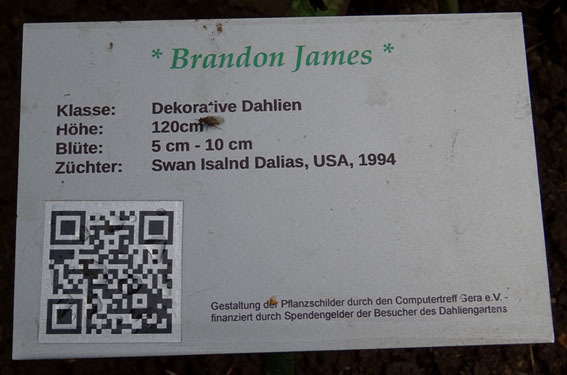 * Brandon James *
Klasse: Dekorative Dahlien
Höhe: 120cm
Blüte: 5 cm - 10 cm
Züchter: Swan Isalnd Dalias, USA, 1994
Gestaltung der Pflanzschilder durch den Computertreff Gera e.V. -
finanziert durch Spendengelder der Besucher des Dahliengartens